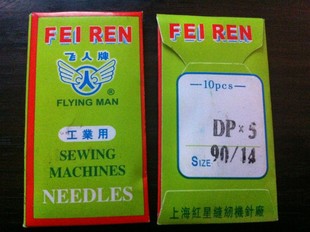 FEI REN
飞人牌
人
®
FLYING MAN
工業用
SEWING
MACHINES
NEEDLES
FEI REN
10pcs
DP×5
SIZE 90/14
上海紅星縫紉機針廠